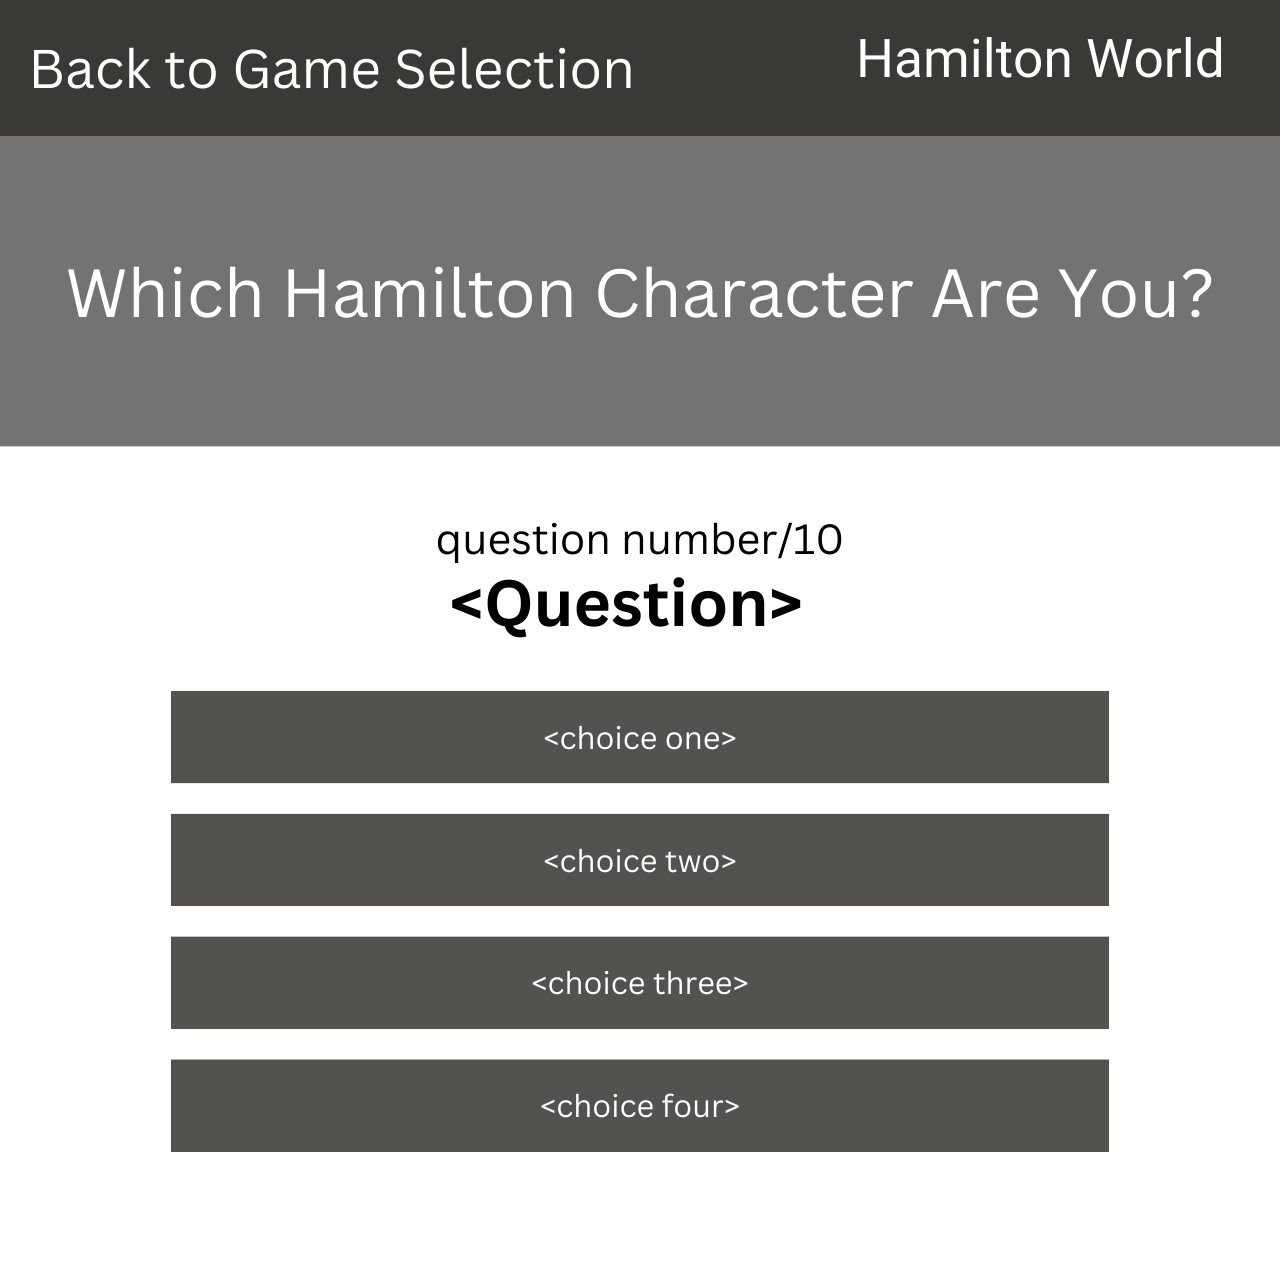 Back to Game Selection
Hamilton World
Which Hamilton Character Are You?
question number/10
<Question>
<choice one>
<choice two>
<choice three>
<choice four>